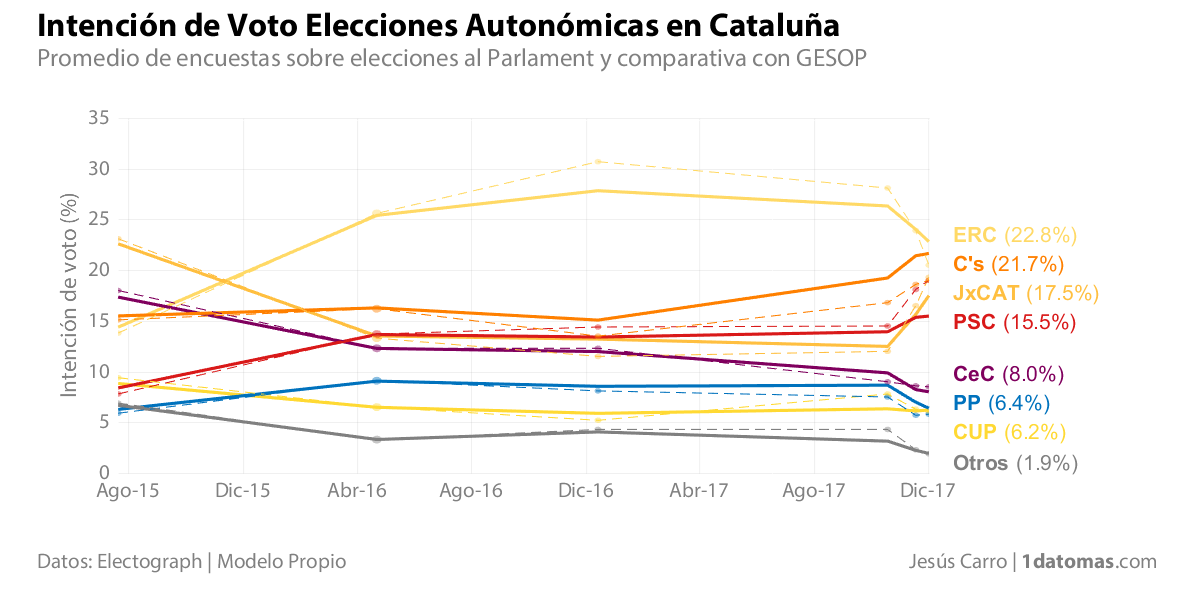 Intención de Voto Elecciones Autonómicas en Cataluña
Promedio de encuestas sobre elecciones al Parlament y comparativa con GESOP
Intención de voto (%)
35
30
25
20
15
10
5
0
Ago-15 Dic-15 Abr-16 Ago-16 Dic-16 Abr-17 Ago-17 Dic-17
ERC (22.8%)
C's (21.7%)
JxCAT (17.5%)
PSC (15.5%)
CeC (8.0%)
PP (6.4%)
CUP (6.2%)
Otros (1.9%)
Datos: Electograph | Modelo Propio
Jesús Carro | 1datomas.com